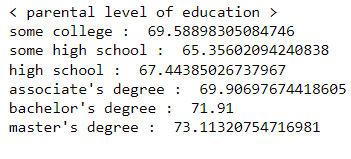 < parental level of education >
some college :  69.58898305084746
some high school :  65.35602094240838
high school :  67.44385026737967
associate's degree :  69.90697674418605
bachelor's degree :  71.91
master's degree :  73.11320754716981